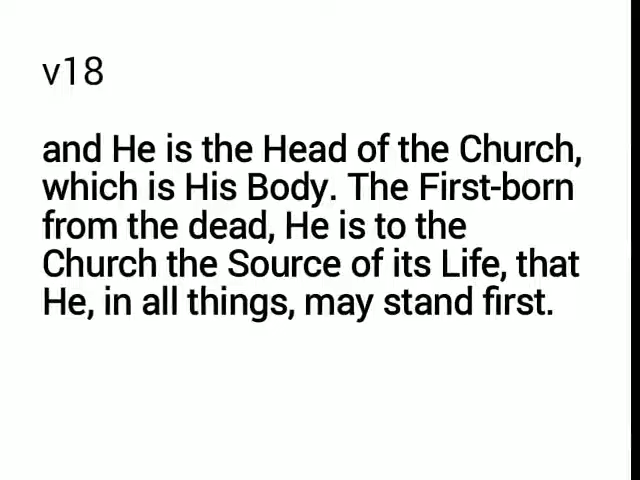 v18
and He is the Head of the Church,
which is His Body. The First-born
from the dead, He is to the
Church the Source of its Life, that
He, in all things, may stand first.